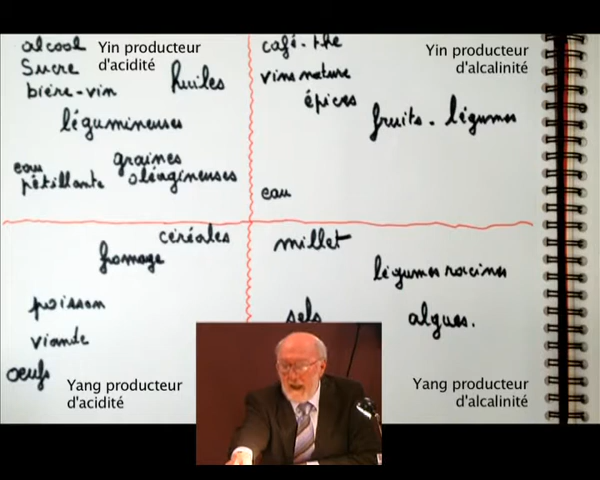 alcool
Yin producteur
d'acidité
Sucre
bière-vin
huiles
légumineuses
graines
oléagineuses
eau
pétillante
café - thé
Yin producteur
d'alcalinité
vins nature
épices
fruits - légumes
eau
céréales
fromage
poisson
viande
oeufs
Yang producteur
d'acidité
millet
légumes racines
sels
algues.
Yang producteur
d'alcalinité